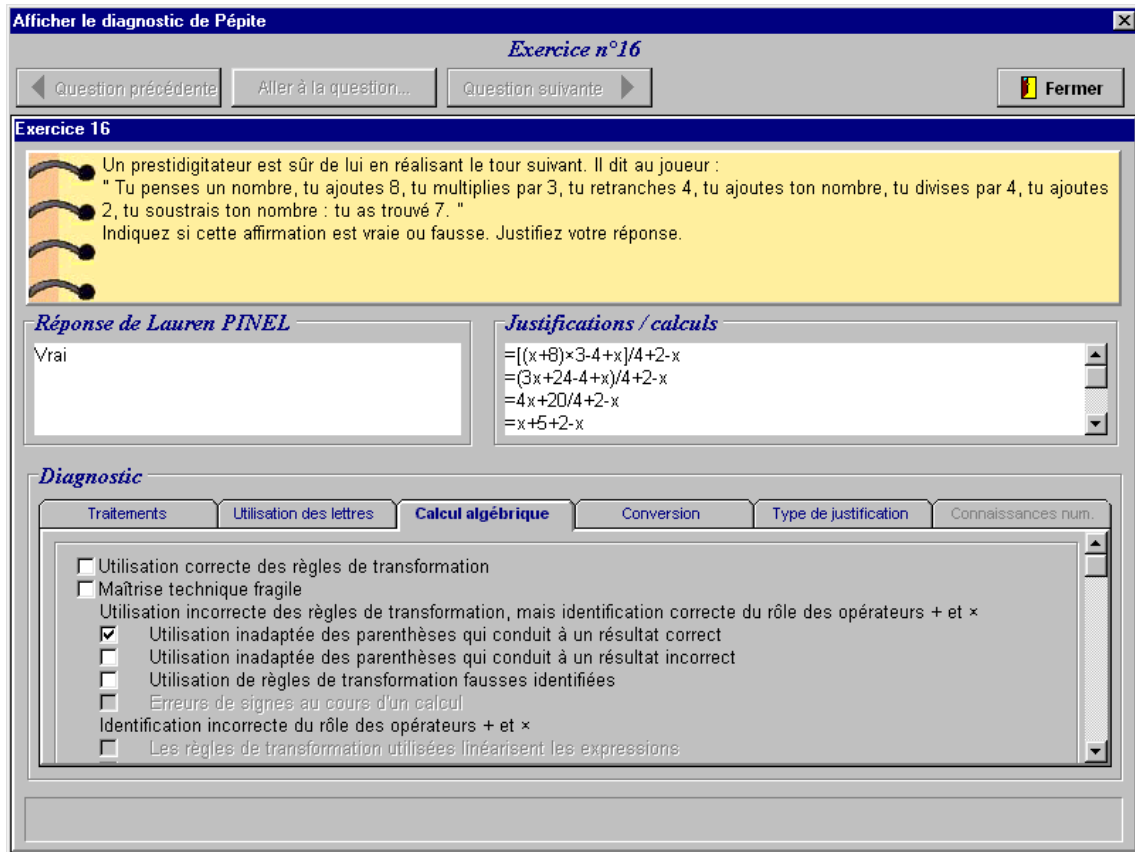 Afficher le diagnostic de Pépite
Exercice n°16
Question précédente
Aller à la question...
Question suivante
Fermer
Exercice 16
Un prestidigitateur est sûr de lui en réalisant le tour suivant. Il dit au joueur :
" Tu penses un nombre, tu ajoutes 8, tu multiplies par 3, tu retranches 4, tu ajoutes ton nombre, tu divises par 4, tu ajoutes
2, tu soustrais ton nombre : tu as trouvé 7. "
Indiquez si cette affirmation est vraie ou fausse. Justifiez votre réponse.
Réponse de Lauren PINEL
Vrai
Justifications / calculs
=[(x+8)×3-4+x]/4+2-x
=(3x+24-4+x)/4+2-x
=4x+20/4+2-x
=x+5+2-x
Diagnostic
Traitements
Utilisation des lettres
Calcul algébrique
Conversion
Type de justification
Connaissances num.
Utilisation correcte des règles de transformation
Maîtrise technique fragile
Utilisation incorrecte des règles de transformation, mais identification correcte du rôle des opérateurs + et ×
Utilisation inadaptée des parenthèses qui conduit à un résultat correct
Utilisation inadaptée des parenthèses qui conduit à un résultat incorrect
Utilisation de règles de transformation fausses identifiées
Erreurs de signes au cours d'un calcul
Identification incorrecte du rôle des opérateurs + et ×
Les règles de transformation utilisées linéarisent les expressions